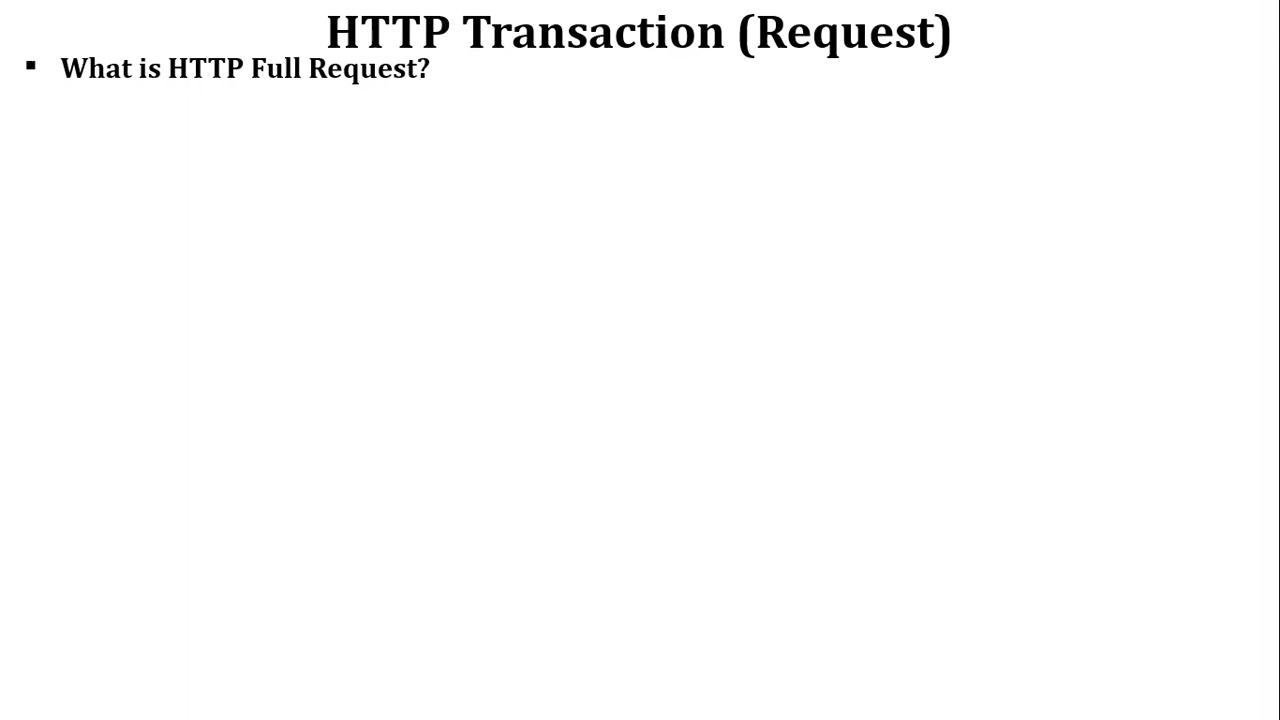 HTTP Transaction (Request)
▪ What is HTTP Full Request?